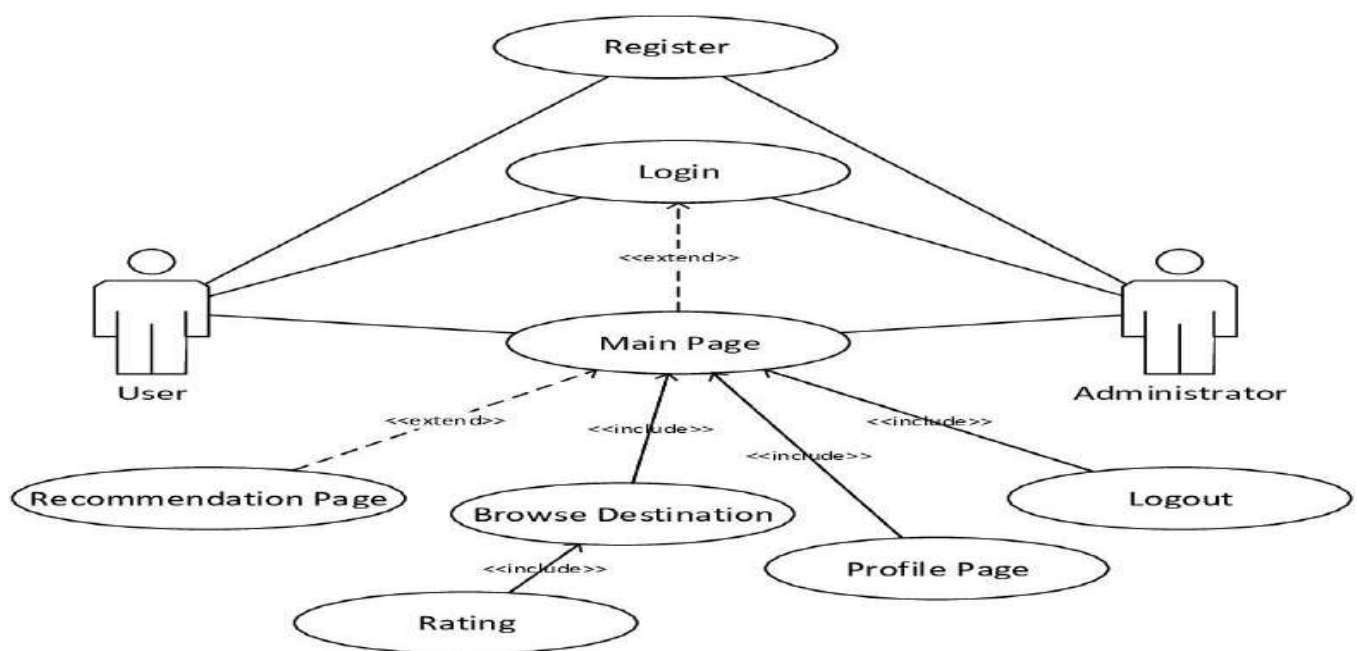 Register
Login
<<extend>>
Main Page
User
Administrator
<<extend>>
<<include>>
<<include>>
<<include>>
Recommendation Page
Browse Destination
Logout
<<include>>
Profile Page
Rating